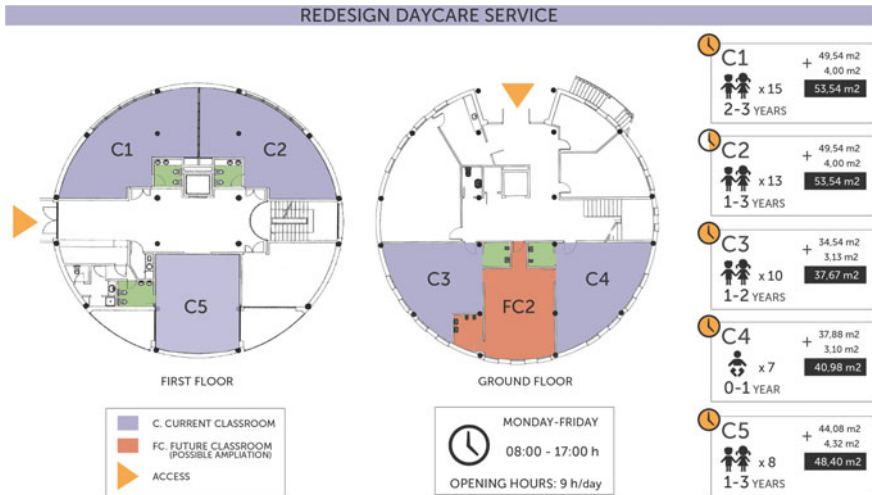 REDESIGN DAYCARE SERVICE
C1
C2
C5
FIRST FLOOR
C3
FC2
C4
GROUND FLOOR
C. CURRENT CLASSROOM
FC. FUTURE CLASSROOM
(POSSIBLE AMPLIATION)
ACCESS
MONDAY-FRIDAY
08:00 - 17:00 h
OPENING HOURS: 9 h/day
C1
x 15
2-3 YEARS
+ 49,54 m2
4,00 m2
53,54 m2
C2
x 13
1-3 YEARS
+ 49,54 m2
4,00 m2
53,54 m2
C3
x 10
1-2 YEARS
+ 34,54 m2
3,13 m2
37,67 m2
C4
x 7
0-1 YEAR
+ 37,88 m2
3,10 m2
40,98 m2
C5
x 8
1-3 YEARS
+ 44,08 m2
4,32 m2
48,40 m2